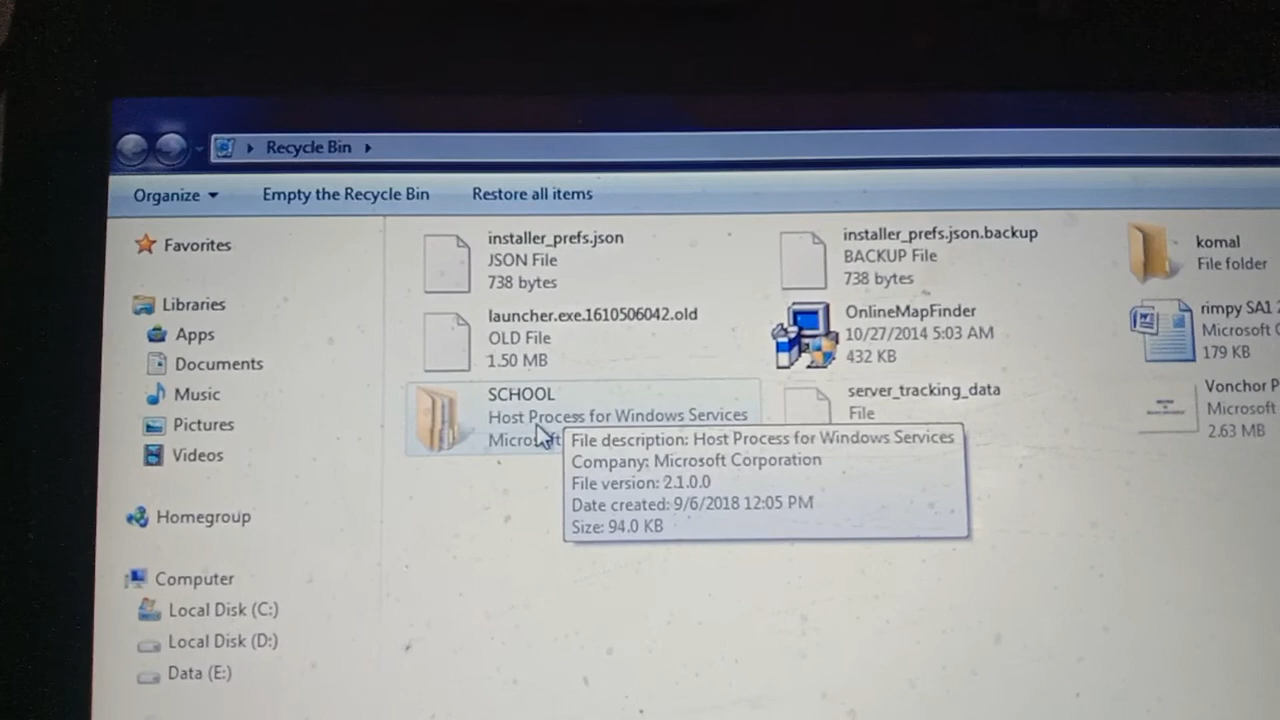 Recycle Bin
Organize
Empty the Recycle Bin
Restore all items
Favorites
Libraries
Apps
Documents
Music
Pictures
Videos
Homegroup
Computer
Local Disk (C:)
Local Disk (D:)
Data (E:)
installer_prefs.json
JSON File
738 bytes
installer_prefs.json.backup
BACKUP File
738 bytes
komal
File folder
launcher.exe.1610506042.old
OLD File
1.50 MB
OnlineMapFinder
10/27/2014 5:03 AM
432 KB
rimpy SA1
Microsoft
179 KB
SCHOOL
Host Process for Windows Services
server_tracking_data
File
Vonchor P
Microsoft
2.63 MB
File description: Host Process for Windows Services
Company: Microsoft Corporation
File version: 2.1.0.0
Date created: 9/6/2018 12:05 PM
Size: 94.0 KB